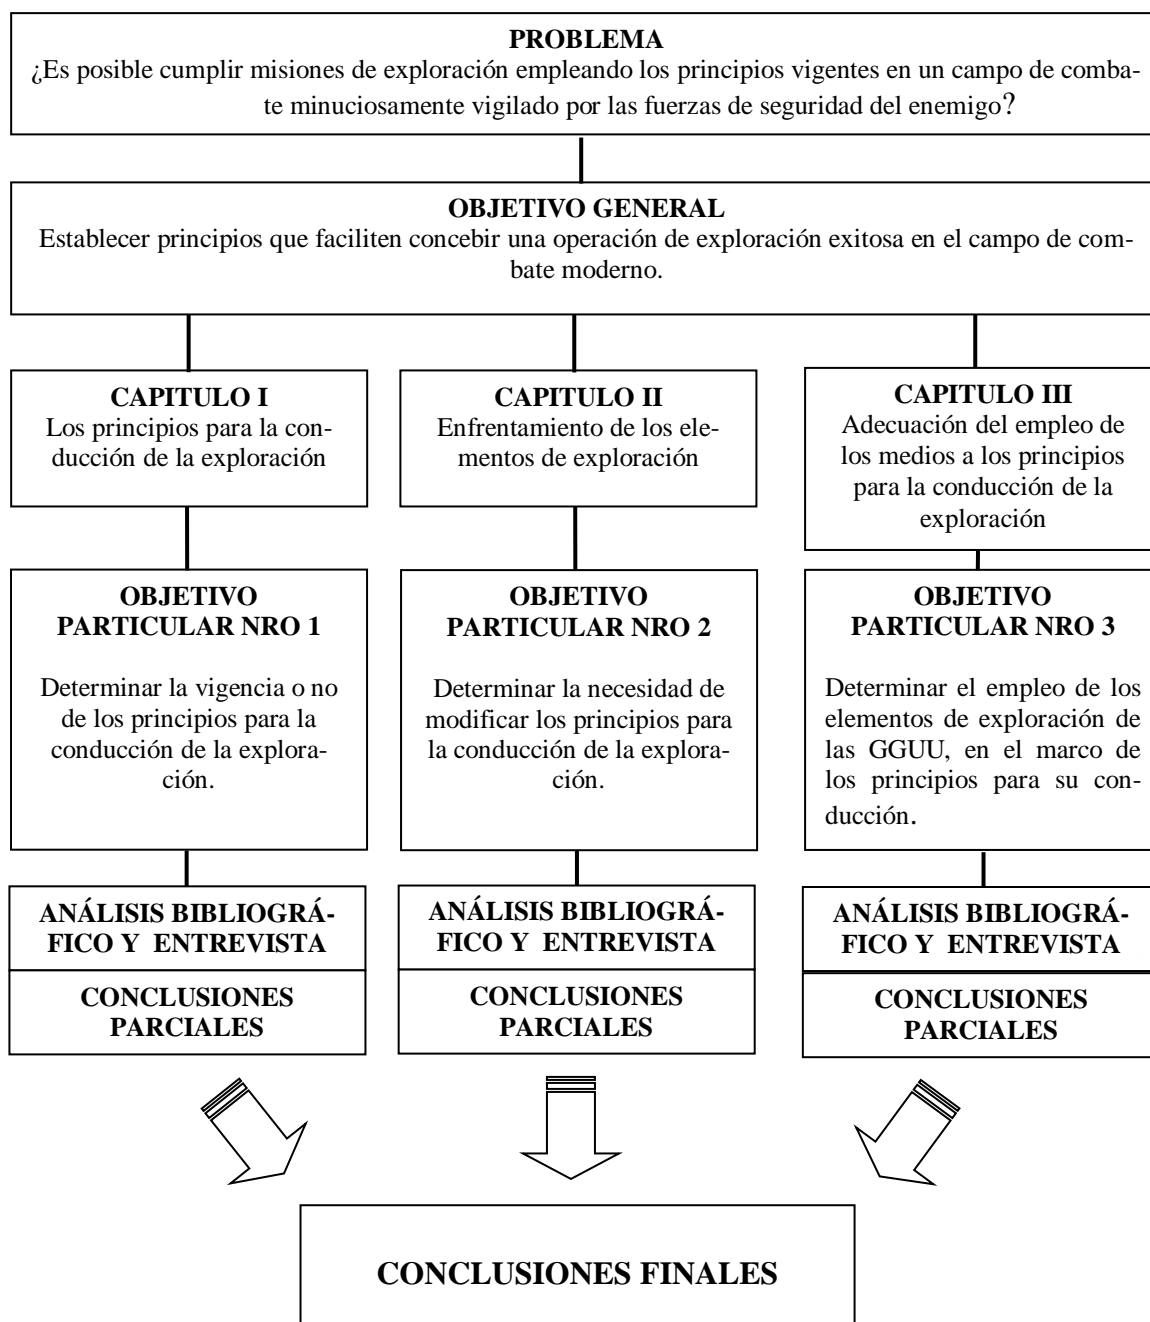 PROBLEMA
¿Es posible cumplir misiones de exploración empleando los principios vigentes en un campo de comba-
te minuciosamente vigilado por las fuerzas de seguridad del enemigo?
OBJETIVO GENERAL
Establecer principios que faciliten concebir una operación de exploración exitosa en el campo de com-
bate moderno.
CAPITULO I
Los principios para la con-
ducción de la exploración
CAPITULO II
Enfrentamiento de los ele-
mentos de exploración
CAPITULO III
Adecuación del empleo de
los medios a los principios
para la conducción de la
exploración
OBJETIVO
PARTICULAR NRO 1
Determinar la vigencia o no
de los principios para la
conducción de la explora-
ción.
OBJETIVO
PARTICULAR NRO 2
Determinar la necesidad de
modificar los principios para
la conducción de la explora-
ción.
OBJETIVO
PARTICULAR NRO 3
Determinar el empleo de los
elementos de exploración de
las GGUU, en el marco de
los principios para su con-
ducción.
ANÁLISIS BIBLIOGRÁ-
FICO Y ENTREVISTA
CONCLUSIONES
PARCIALES
ANÁLISIS BIBLIOGRÁ-
FICO Y ENTREVISTA
CONCLUSIONES
PARCIALES
ANÁLISIS BIBLIOGRÁ-
FICO Y ENTREVISTA
CONCLUSIONES
PARCIALES
CONCLUSIONES FINALES